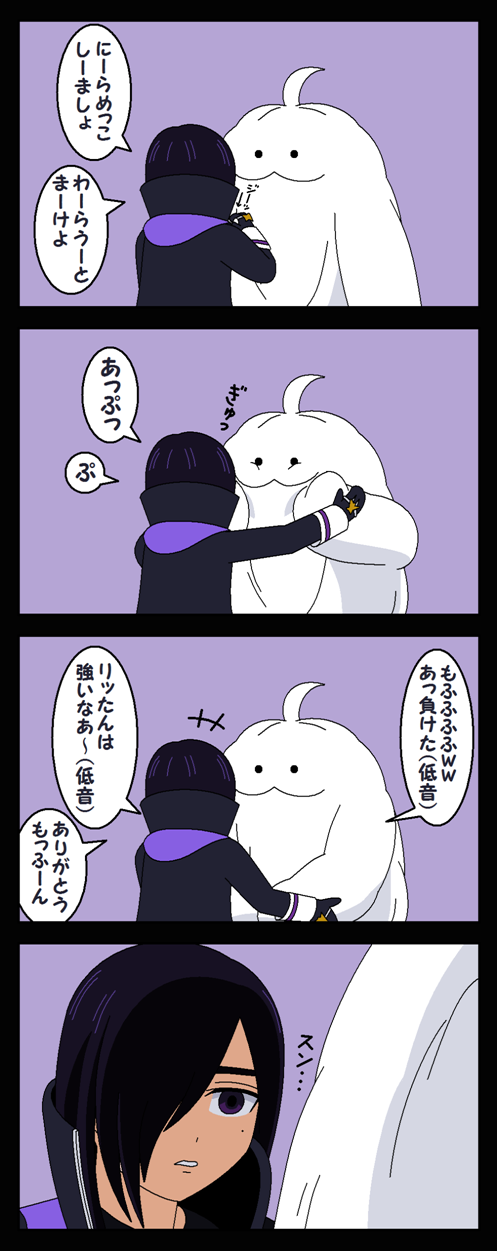 にーらめっこ
しーましょ
わーらうーと
まーけよ
ジーッ
あっぷっ
ぷ
ぎゅっ
もふふふふww
あっ負けた(低音)
リッたんは
強いなあ～(低音)
ありがとう
もっふーん
スン…